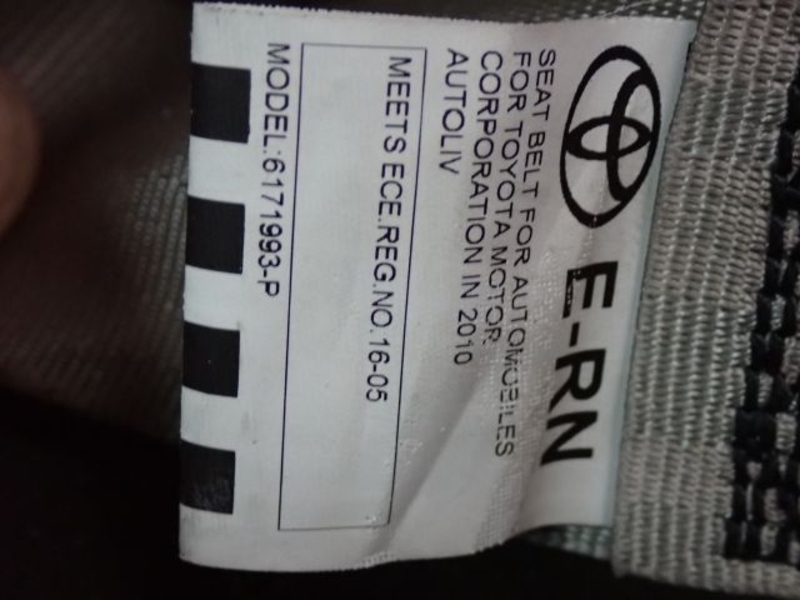 E-RN
SEAT BELT FOR AUTOMOBILES
FOR TOYOTA MOTOR
CORPORATION IN 2010
AUTOLIV
MEETS ECE.REG.NO.16-05
MODEL:6171993-P